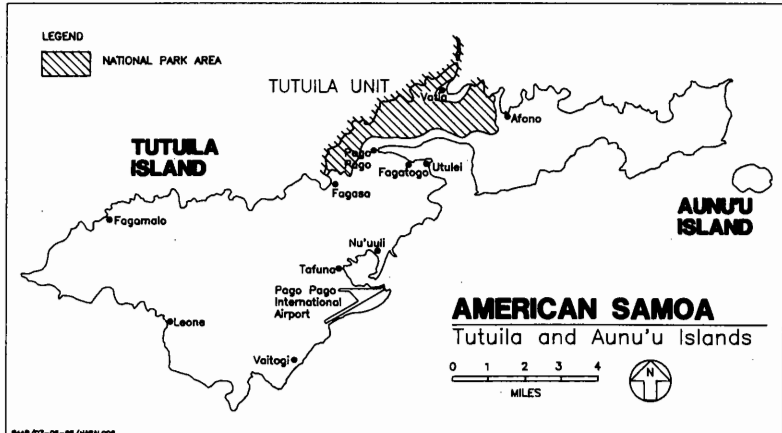 LEGEND
NATIONAL PARK AREA
TUTUILA UNIT
Vatia
Afono
TUTUILA
ISLAND
Pago
Pago
Fagatogo
Utulei
Fagasa
AUNU'U
ISLAND
Fagamalo
Nu'uuli
Tafuna
Pago Pago
International
Airport
Leone
Vaitogi
AMERICAN SAMOA
Tutuila and Aunu'u Islands
0 1 2 3 4
MILES
N